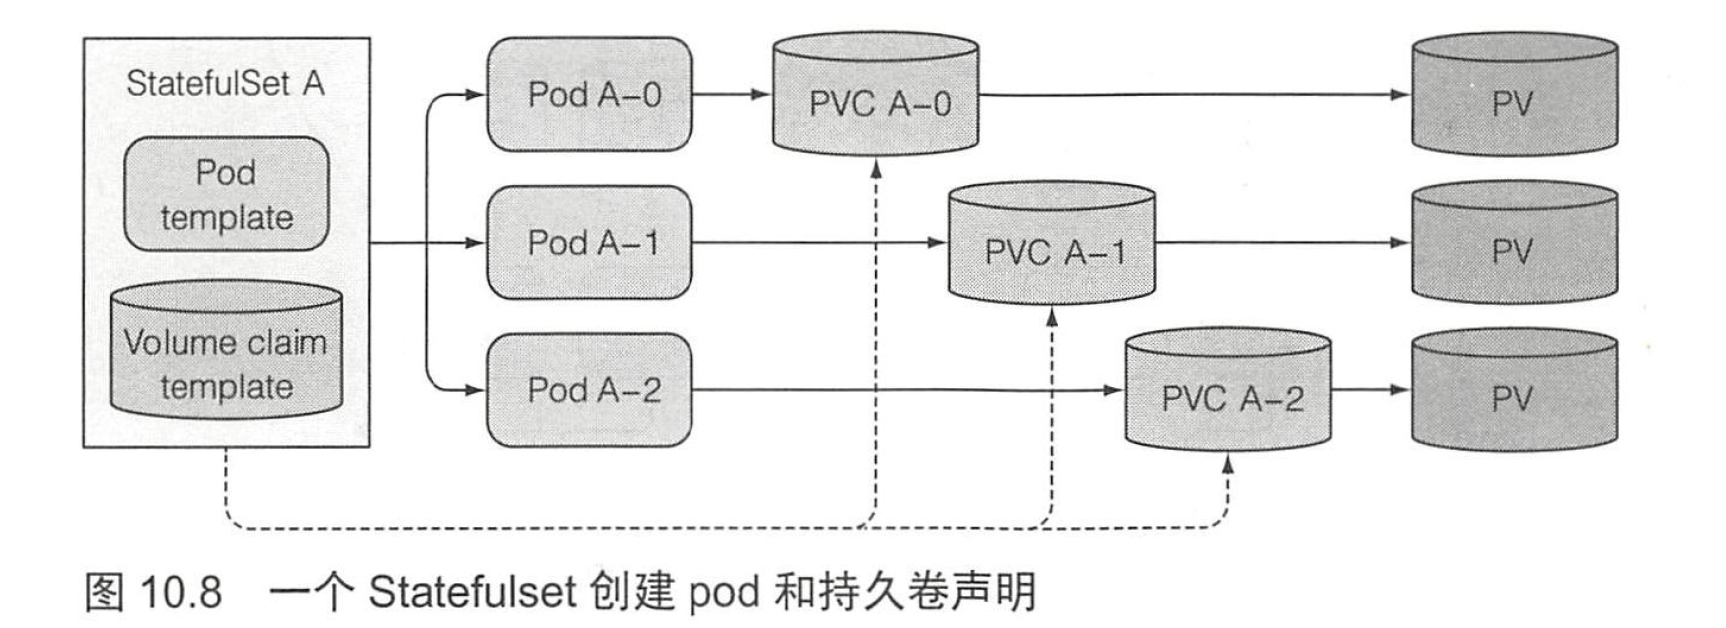 StatefulSet A
Pod
template
Volume claim
template
Pod A-0
PVC A-0
PV
Pod A-1
PVC A-1
PV
Pod A-2
PVC A-2
PV
图 10.8 一个 Statefulset 创建 pod 和持久卷声明